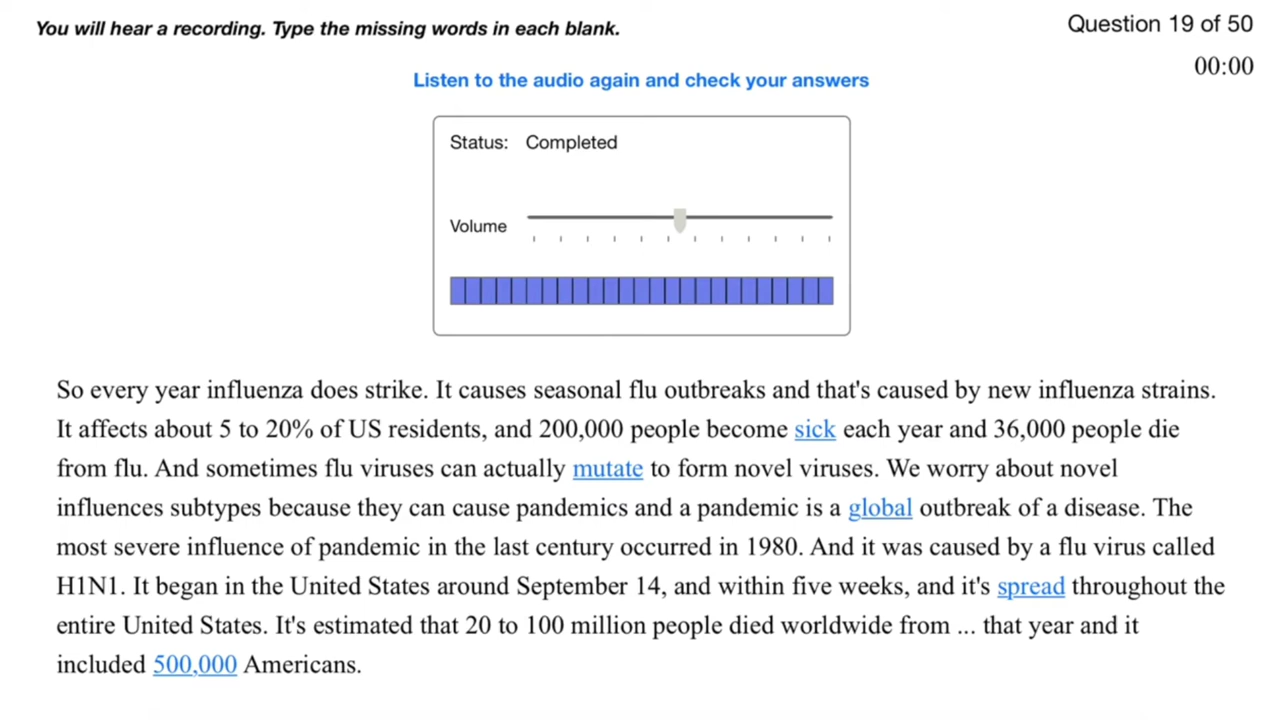 You will hear a recording. Type the missing words in each blank.
Question 19 of 50
00:00
Listen to the audio again and check your answers
Status: Completed
Volume
So every year influenza does strike. It causes seasonal flu outbreaks and that's caused by new influenza strains.
It affects about 5 to 20% of US residents, and 200,000 people become sick each year and 36,000 people die
from flu. And sometimes flu viruses can actually mutate to form novel viruses. We worry about novel
influences subtypes because they can cause pandemics and a pandemic is a global outbreak of a disease. The
most severe influence of pandemic in the last century occurred in 1980. And it was caused by a flu virus called
H1N1. It began in the United States around September 14, and within five weeks, and it's spread throughout the
entire United States. It's estimated that 20 to 100 million people died worldwide from ... that year and it
included 500,000 Americans.